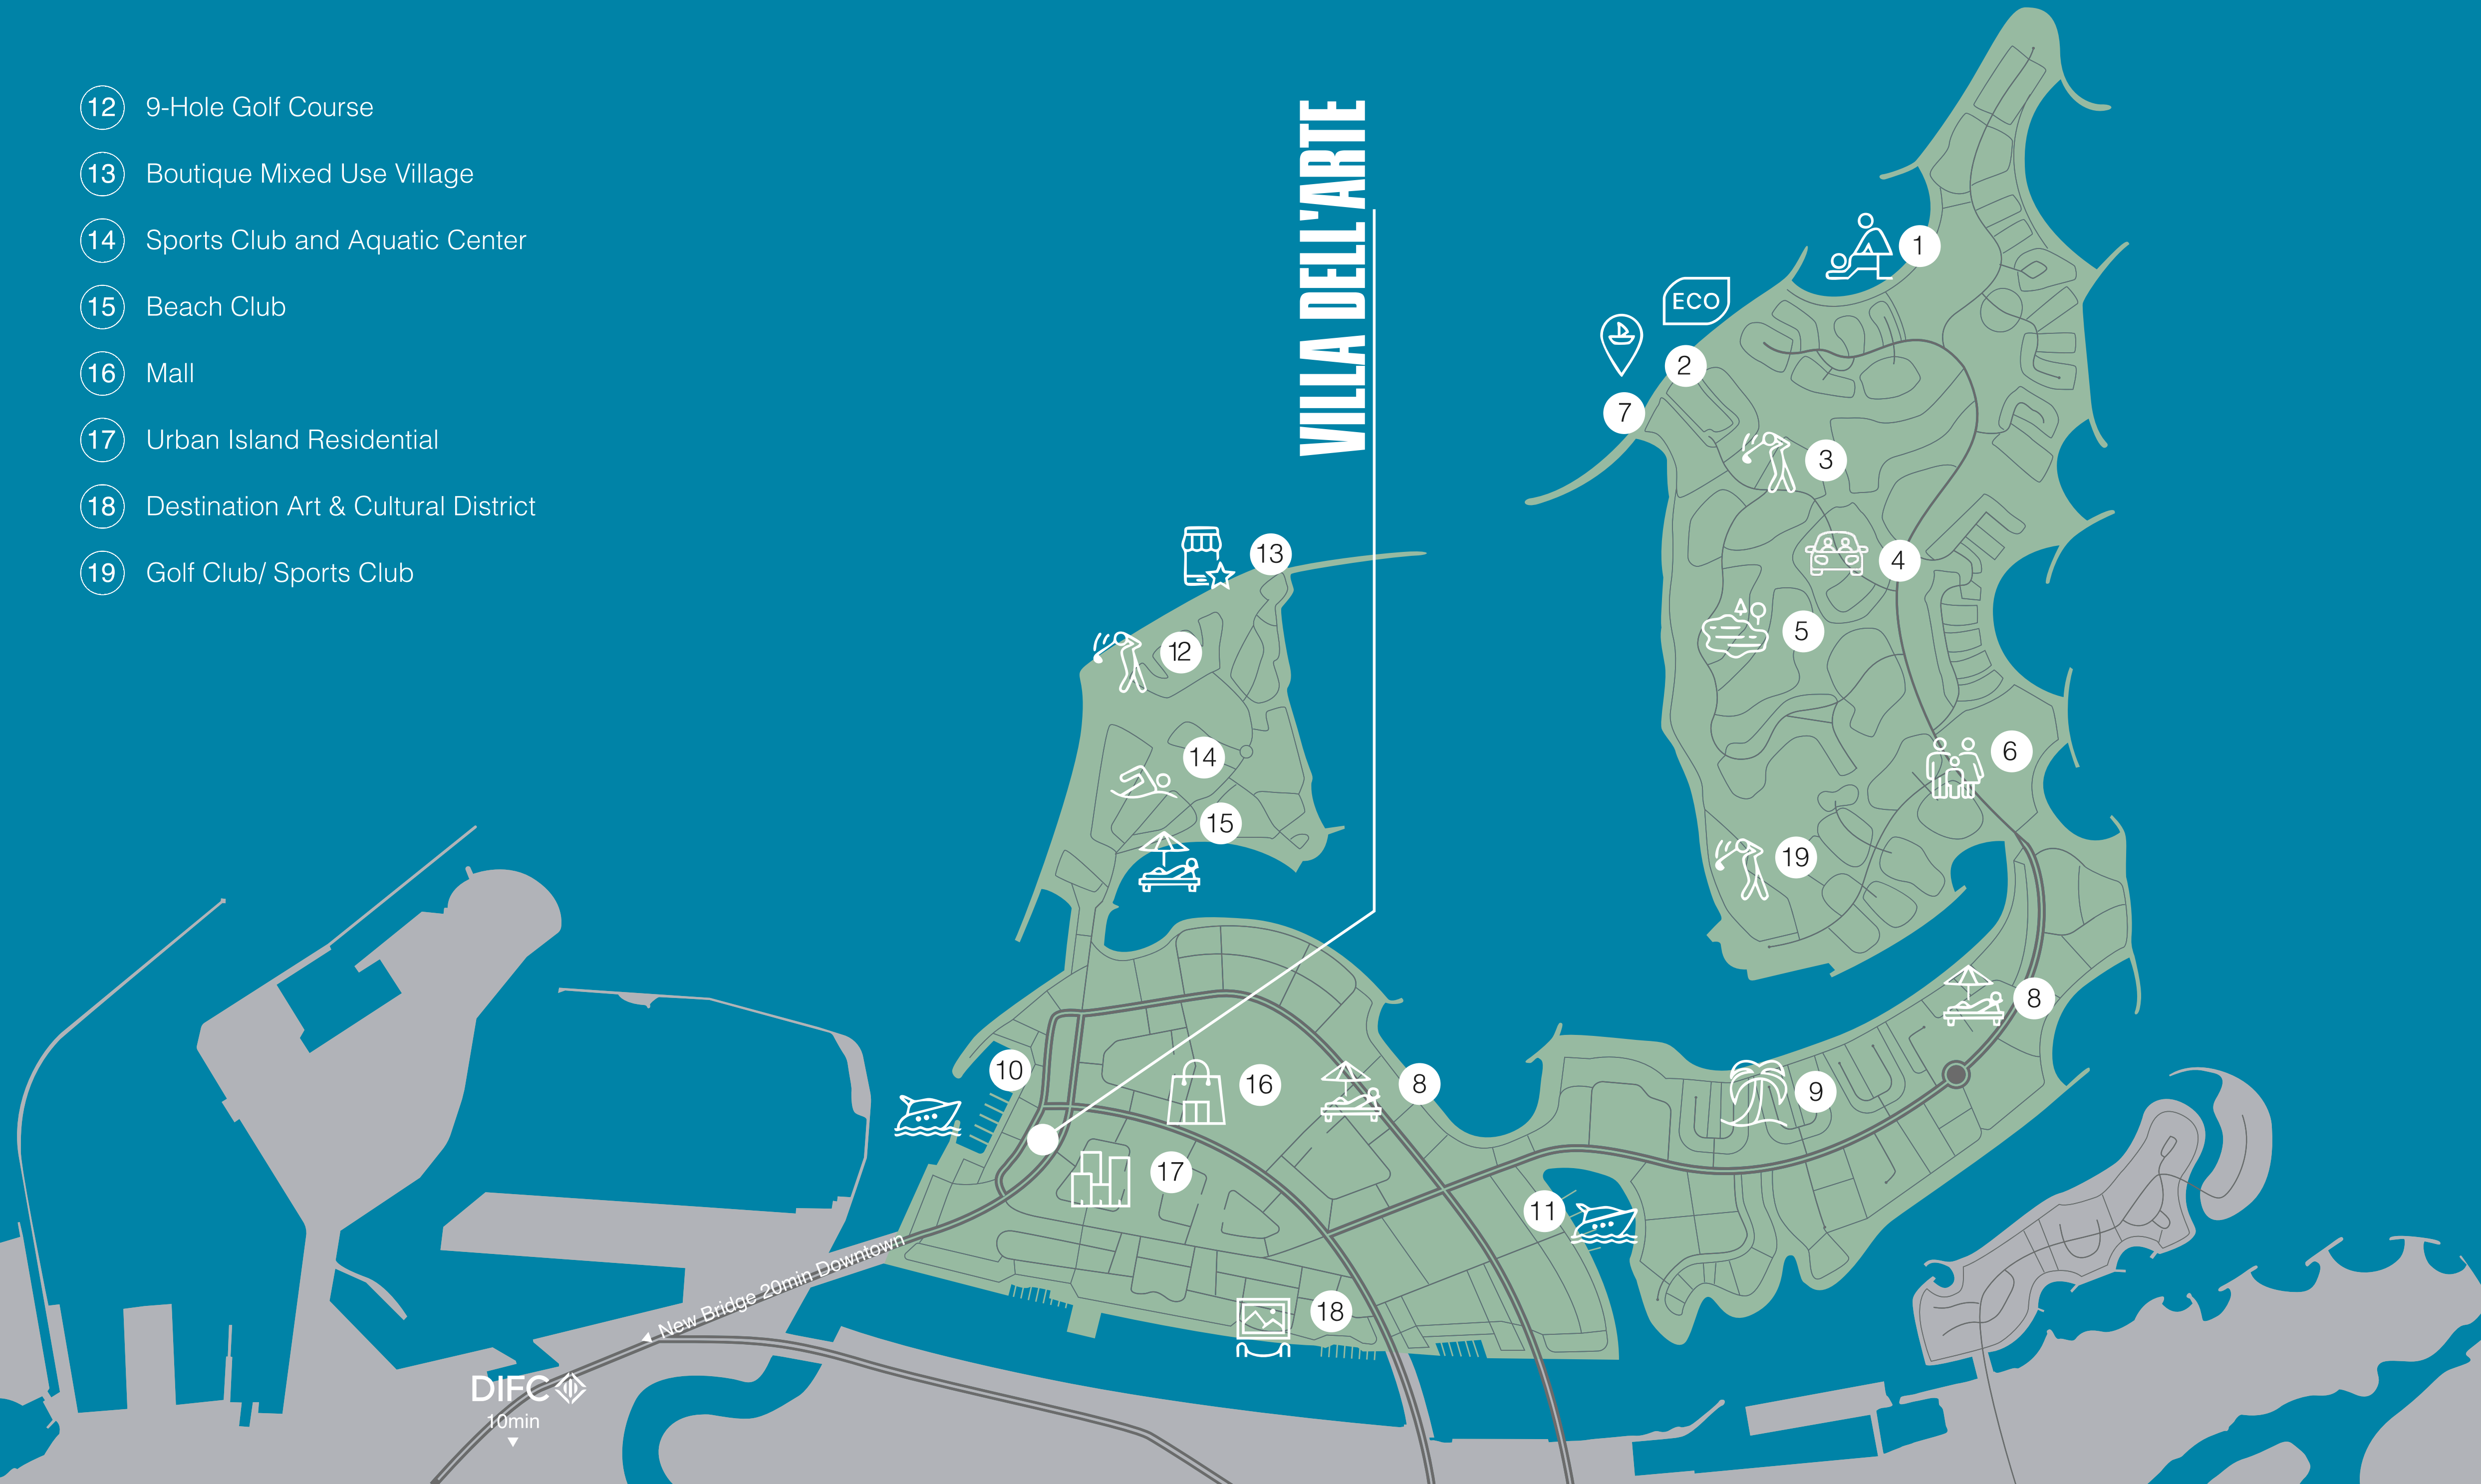 12 9-Hole Golf Course
13 Boutique Mixed Use Village
14 Sports Club and Aquatic Center
15 Beach Club
16 Mall
17 Urban Island Residential
18 Destination Art & Cultural District
19 Golf Club/ Sports Club
VILLA DELL'ARTE
1
ECO
2
7
3
13
4
5
12
6
14
15
19
8
10
16
8
9
17
11
New Bridge 20min Downtown
18
DIFC
10min